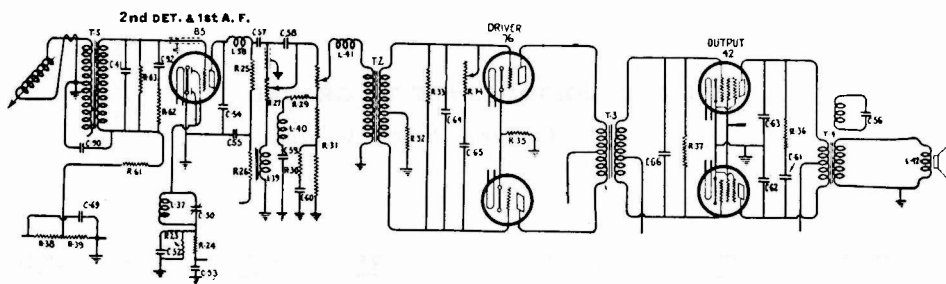 2nd DET. & 1st A. F.
85
DRIVER
76
OUTPUT
42
T-5
C-41
R-63
C-92
R-62
C-90
R-61
C-54
L-38
C-57
C-58
R-25
R-27
R-29
C-55
R-26
L-39
L-40
C-59
R-30
C-60
R-31
L-41
T-2
R-32
R-33
C-64
R-34
C-65
R-35
T-3
C-66
R-37
C-63
C-62
R-36
C-61
T-4
C-56
L-42
L-37
C-50
R-23
C-52
R-24
C-53
C-49
R-38
R-39